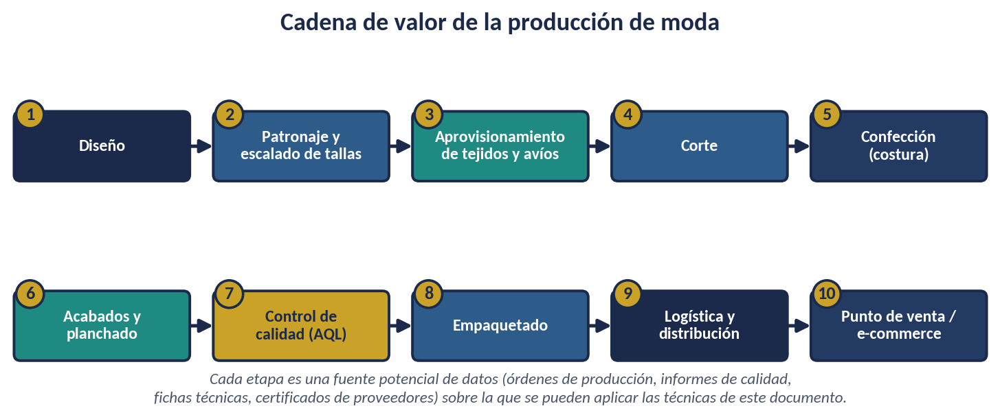 Cadena de valor de la producción de moda
1
Diseño
2
Patronaje y
escalado de tallas
3
Aprovisionamiento
de tejidos y avíos
4
Corte
5
Confección
(costura)
6
Acabados y
planchado
7
Control de
calidad (AQL)
8
Empaquetado
9
Logística y
distribución
10
Punto de venta /
e-commerce
Cada etapa es una fuente potencial de datos (órdenes de producción, informes de calidad,
fichas técnicas, certificados de proveedores) sobre la que se pueden aplicar las técnicas de este documento.